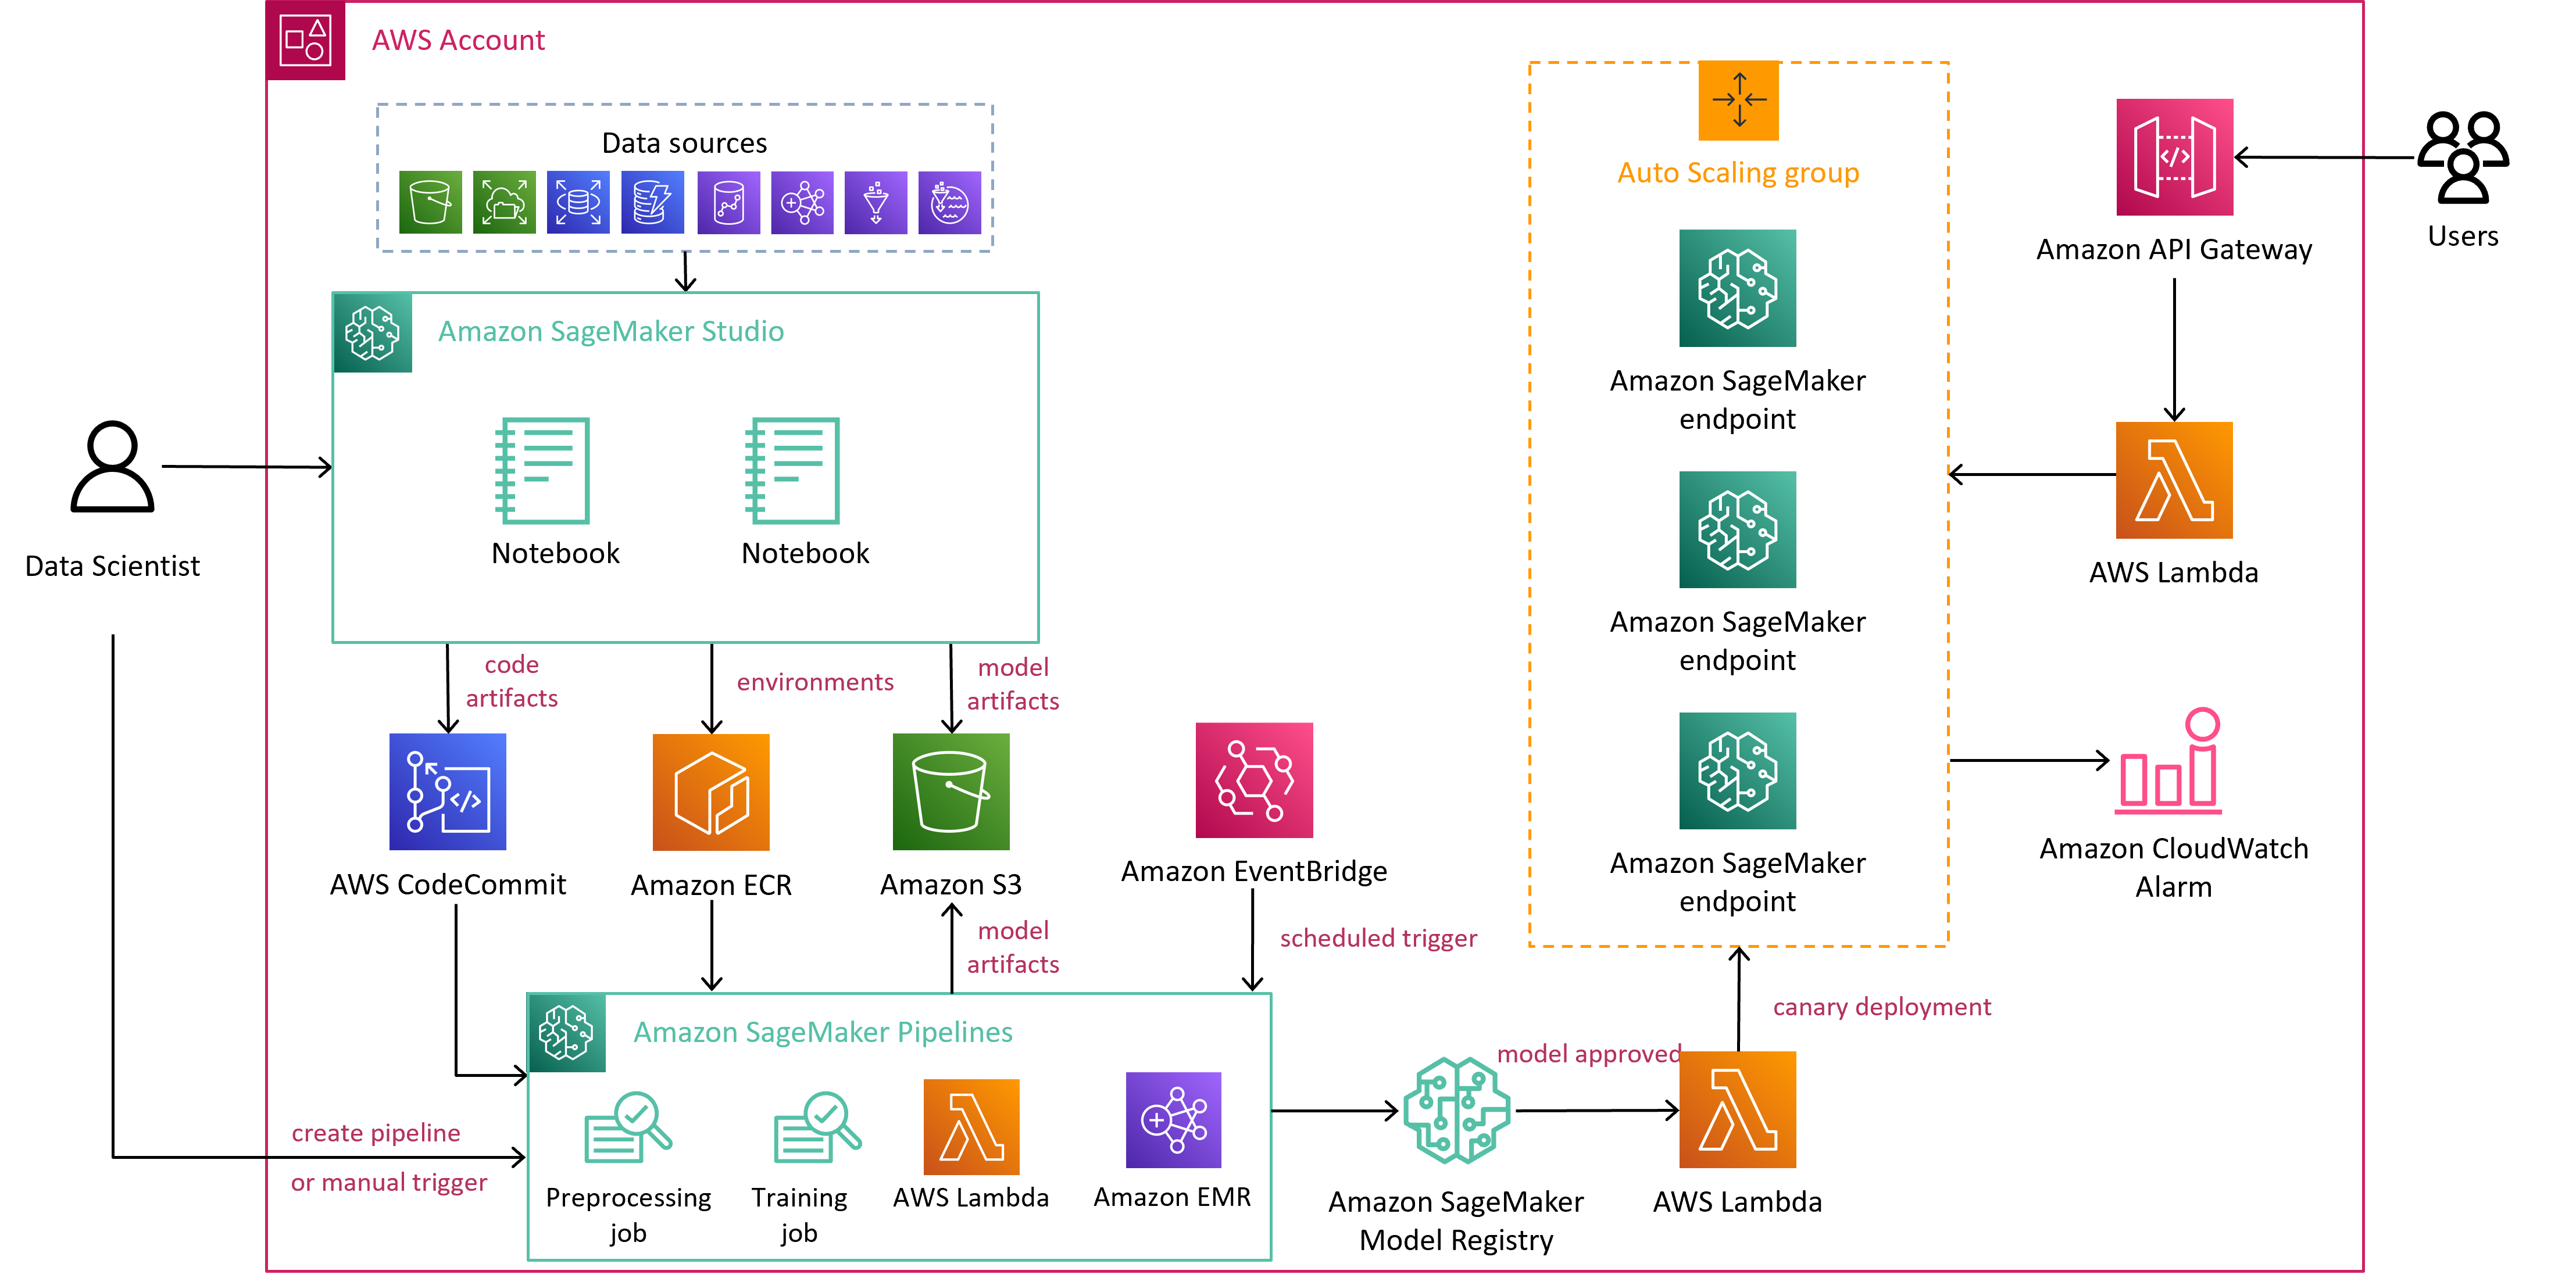 AWS Account
Data sources
Auto Scaling group
Amazon API Gateway
Users
Amazon SageMaker Studio
Amazon SageMaker
endpoint
Data Scientist
Notebook
Notebook
AWS Lambda
Amazon SageMaker
endpoint
code
artifacts
environments
model
artifacts
AWS CodeCommit
Amazon ECR
Amazon S3
Amazon EventBridge
Amazon SageMaker
endpoint
Amazon CloudWatch
Alarm
model
artifacts
scheduled trigger
canary deployment
Amazon SageMaker Pipelines
model approved
create pipeline
or manual trigger
Preprocessing
job
Training
job
AWS Lambda
Amazon EMR
Amazon SageMaker
Model Registry
AWS Lambda